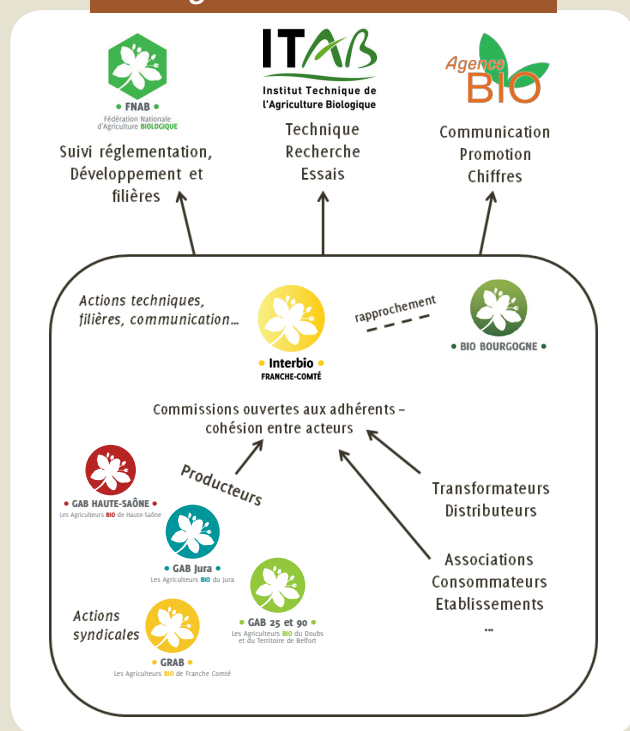 FNAB
Fédération Nationale
d'Agriculture BIOLOGIQUE
Suivi réglementation,
Développement et
filières
ITAB
Institut Technique de
l'Agriculture Biologique
Technique
Recherche
Essais
Agence
BIO
Communication
Promotion
Chiffres
Actions techniques,
filières, communication...
• Interbio •
FRANCHE-COMTÉ
rapprochement
• BIO BOURGOGNE •
Commissions ouvertes aux adhérents –
cohésion entre acteurs
Producteurs
• GAB HAUTE-SAÔNE •
Les Agriculteurs BIO de Haute-Saône
• GAB Jura •
Les Agriculteurs BIO du Jura
• GAB 25 et 90 •
Les Agriculteurs BIO du Doubs
et du Territoire de Belfort
Actions
syndicales
• GRAB •
Les Agriculteurs BIO de Franche Comté
Transformateurs
Distributeurs
Associations
Consommateurs
Etablissements
...